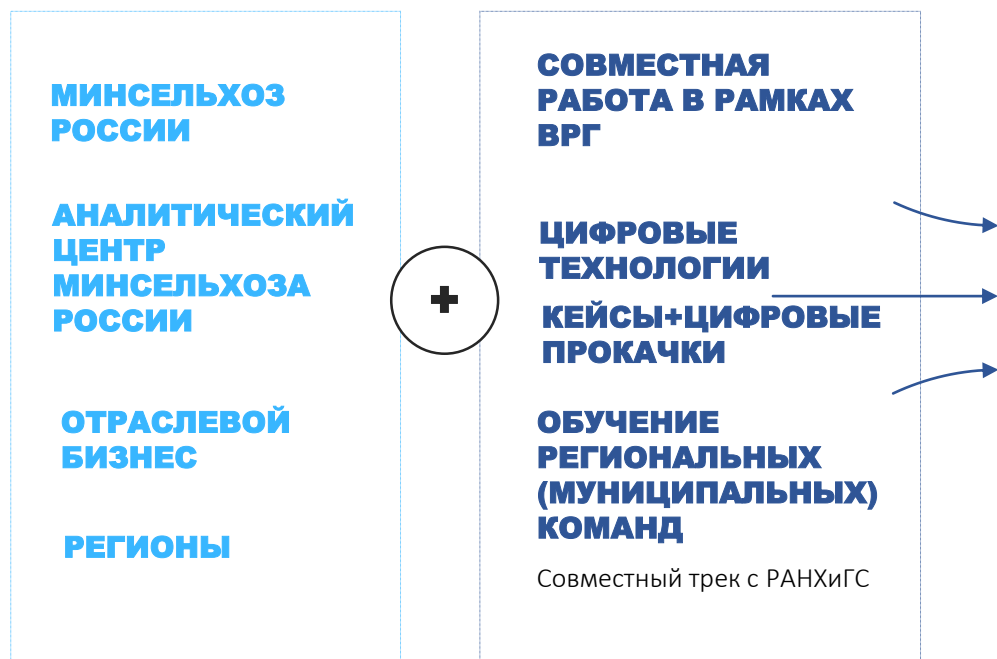 МИНСЕЛЬХОЗ
РОССИИ
АНАЛИТИЧЕСКИЙ
ЦЕНТР
МИНСЕЛЬХОЗА
РОССИИ
ОТРАСЛЕВОЙ
БИЗНЕС
РЕГИОНЫ
+
СОВМЕСТНАЯ
РАБОТА В РАМКАХ
ВРГ
ЦИФРОВЫЕ
ТЕХНОЛОГИИ
КЕЙСЫ+ЦИФРОВЫЕ
ПРОКАЧКИ
ОБУЧЕНИЕ
РЕГИОНАЛЬНЫХ
(МУНИЦИПАЛЬНЫХ)
КОМАНД
Совместный трек с РАНХиГС